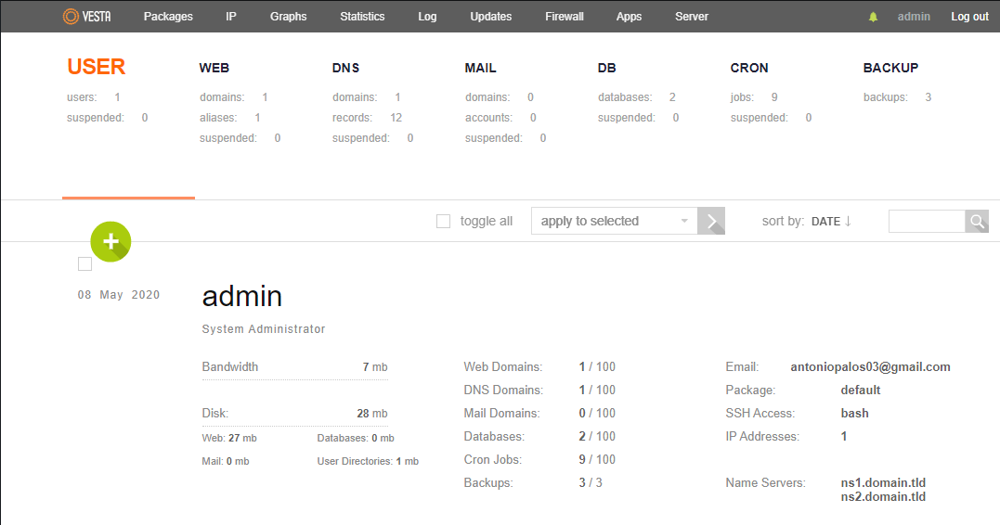 VESTA Packages IP Graphs Statistics Log Updates Firewall Apps Server admin Log out
USER WEB DNS MAIL DB CRON BACKUP
users: 1 domains: 1 domains: 1 domains: 0 databases: 2 jobs: 9 backups: 3
suspended: 0 aliases: 1 records: 12 accounts: 0 suspended: 0 suspended: 0
suspended: 0 suspended: 0 suspended: 0
toggle all apply to selected sort by: DATE ↓
08 May 2020
admin
System Administrator
Bandwidth 7 mb Web Domains: 1 / 100 Email: antoniopalos03@gmail.com
DNS Domains: 1 / 100 Package: default
Disk: 28 mb Mail Domains: 0 / 100 SSH Access: bash
Web: 27 mb Databases: 0 mb Databases: 2 / 100 IP Addresses: 1
Mail: 0 mb User Directories: 1 mb Cron Jobs: 9 / 100
Backups: 3 / 3 Name Servers: ns1.domain.tld
ns2.domain.tld